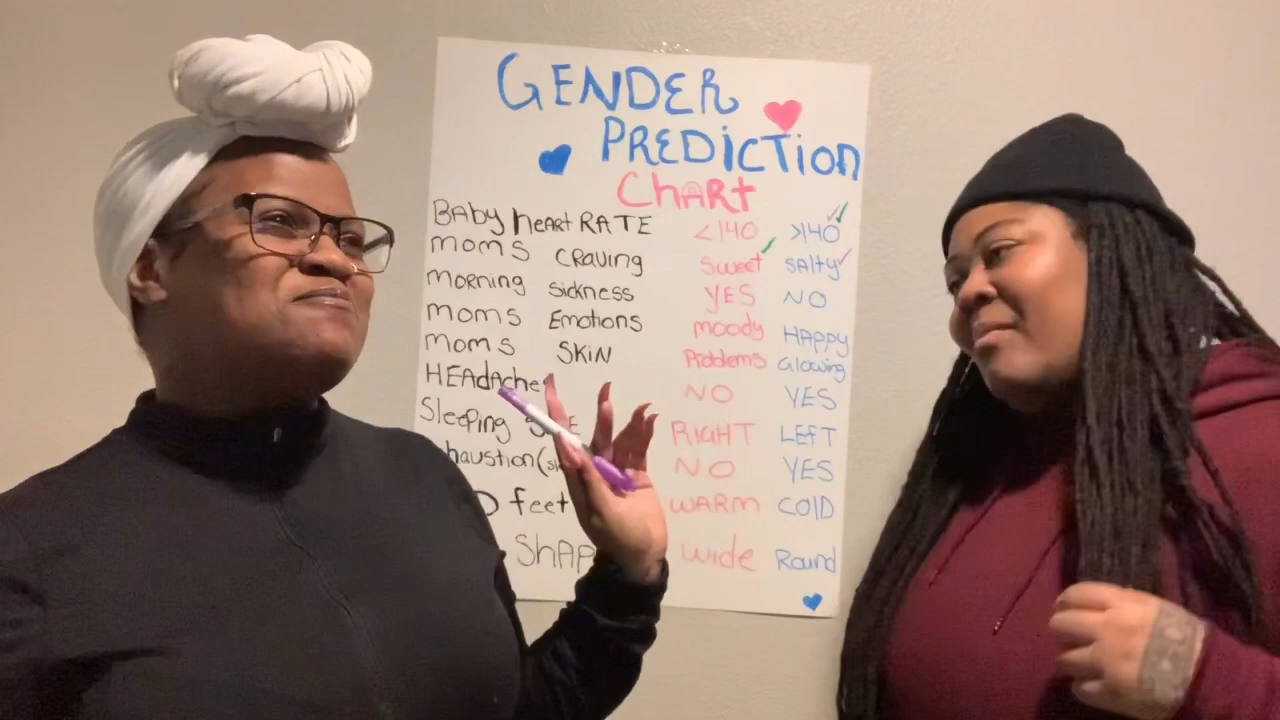 GENDER
PREDiCTion
ChARt
BAby heart RATE <140 >140
moms CRAVing Sweet SAlty
MORNing sickness YES NO
moms Emotions moody HAppy
moms SKiN Problems Glowing
HEAdAche NO YES
Sleeping RIGHT LEFT
NO YES
feet WARM COlD
ShAP wide Round